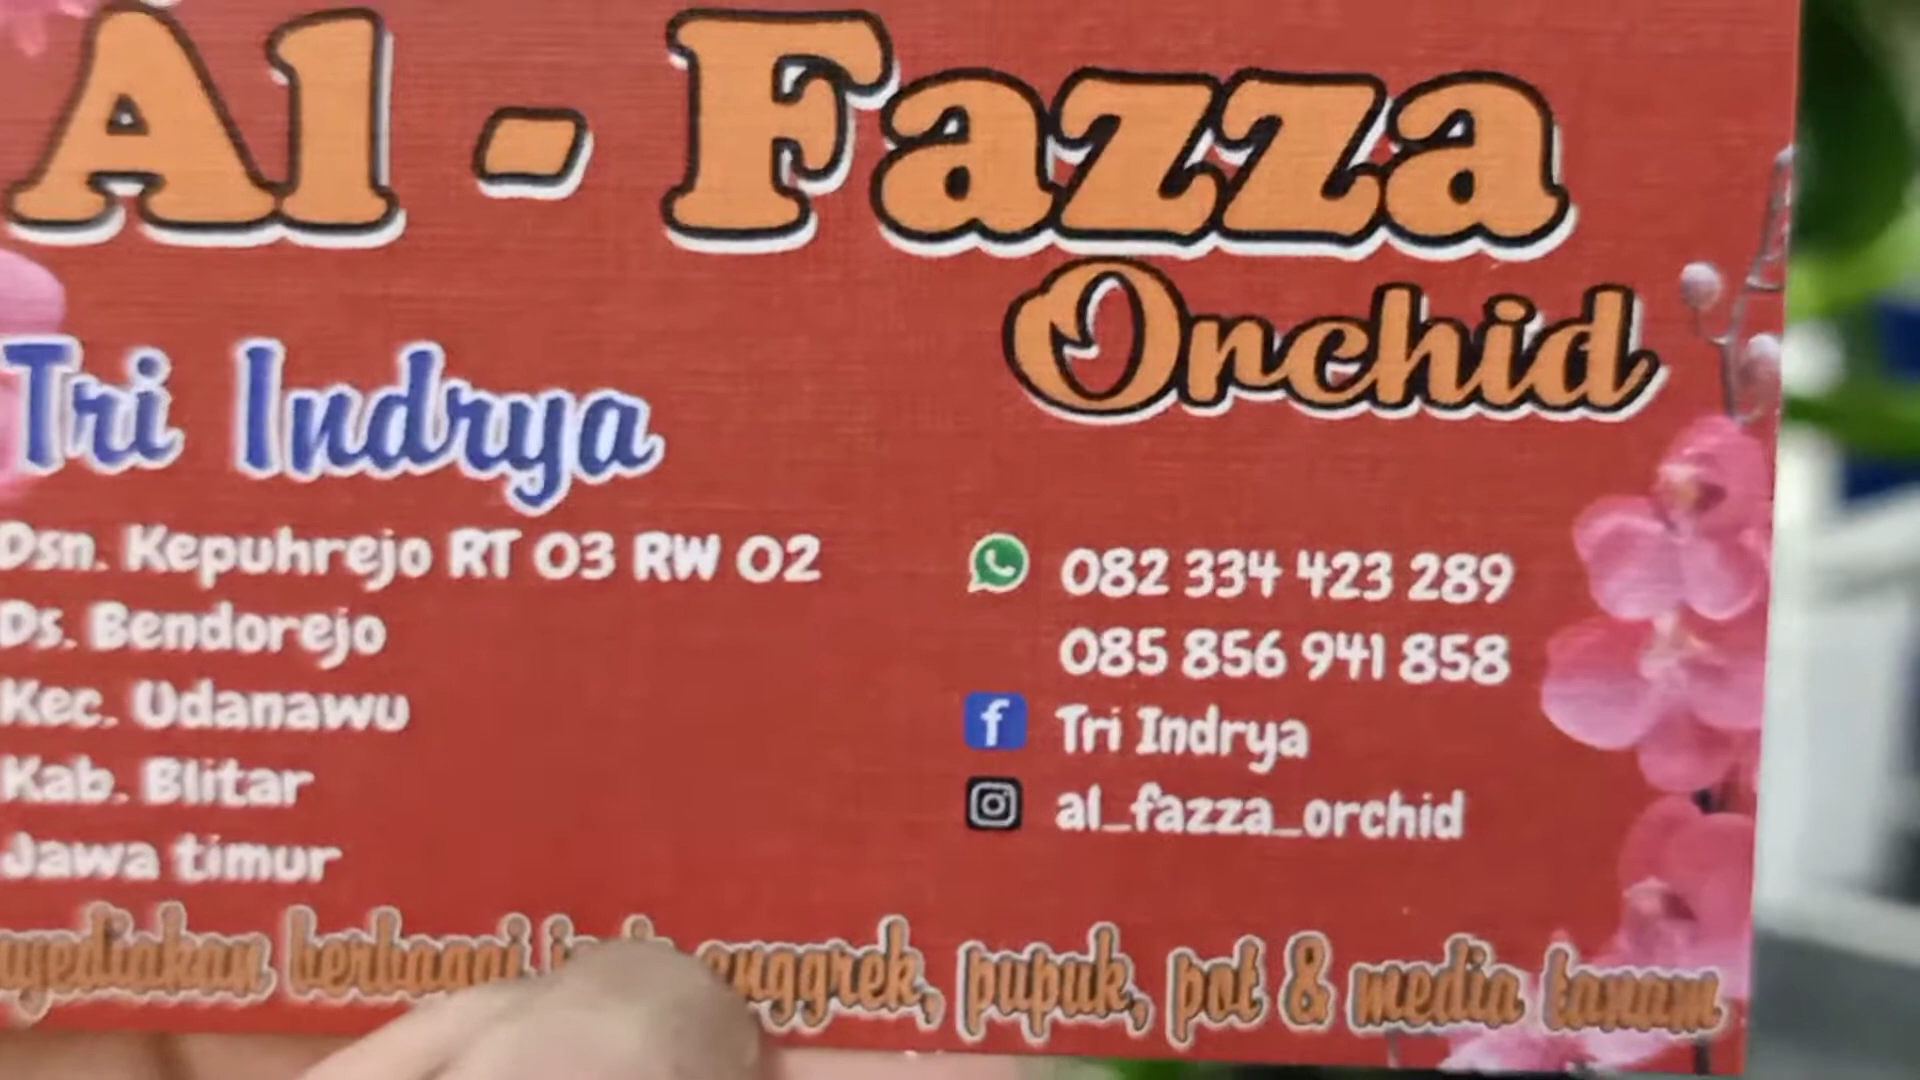 Al - Fazza
Orchid
Tri Indrya
Dsn. Kepuhrejo RT 03 RW 02
Ds. Bendorejo
Kec. Udanawu
Kab. Blitar
Jawa timur
082 334 423 289
085 856 941 858
Tri Indrya
al_fazza_orchid
berbagai anggrek, pupuk, pot & media tanam